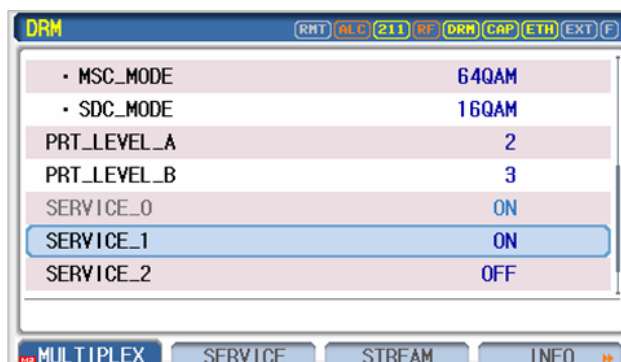 DRM RMT ALC 211 RF DRM CAP ETH EXT F
· MSC_MODE 64QAM
· SDC_MODE 16QAM
PRT_LEVEL_A 2
PRT_LEVEL_B 3
SERVICE_0 ON
SERVICE_1 ON
SERVICE_2 OFF
MULTIPLEX SERVICE STREAM INFO